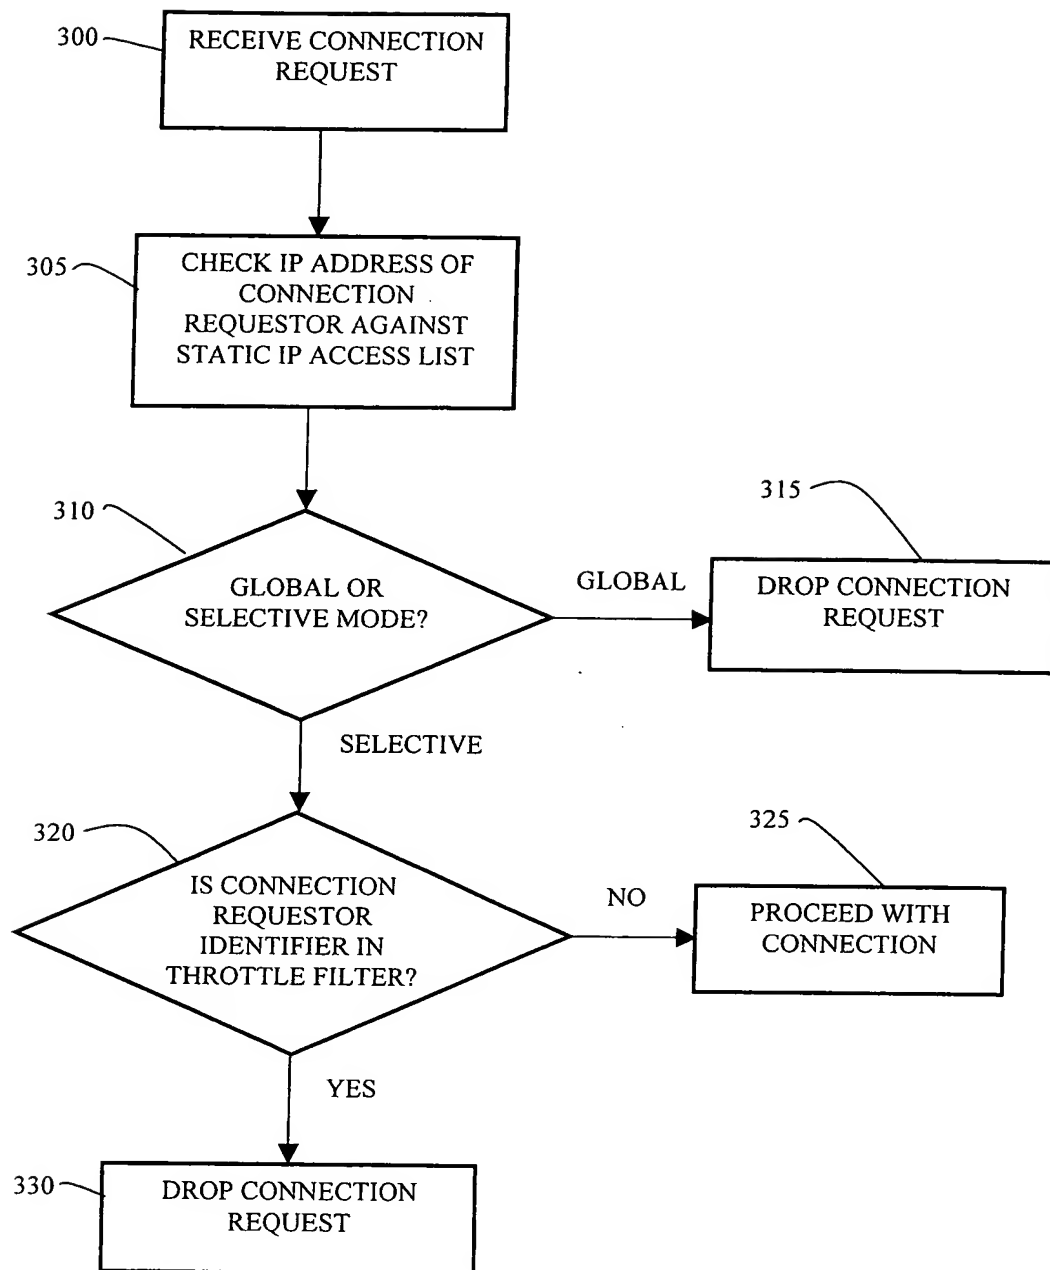 300
RECEIVE CONNECTION
REQUEST
305
CHECK IP ADDRESS OF
CONNECTION
REQUESTOR AGAINST
STATIC IP ACCESS LIST
310
GLOBAL OR
SELECTIVE MODE?
GLOBAL
315
DROP CONNECTION
REQUEST
SELECTIVE
320
IS CONNECTION
REQUESTOR
IDENTIFIER IN
THROTTLE FILTER?
NO
325
PROCEED WITH
CONNECTION
YES
330
DROP CONNECTION
REQUEST